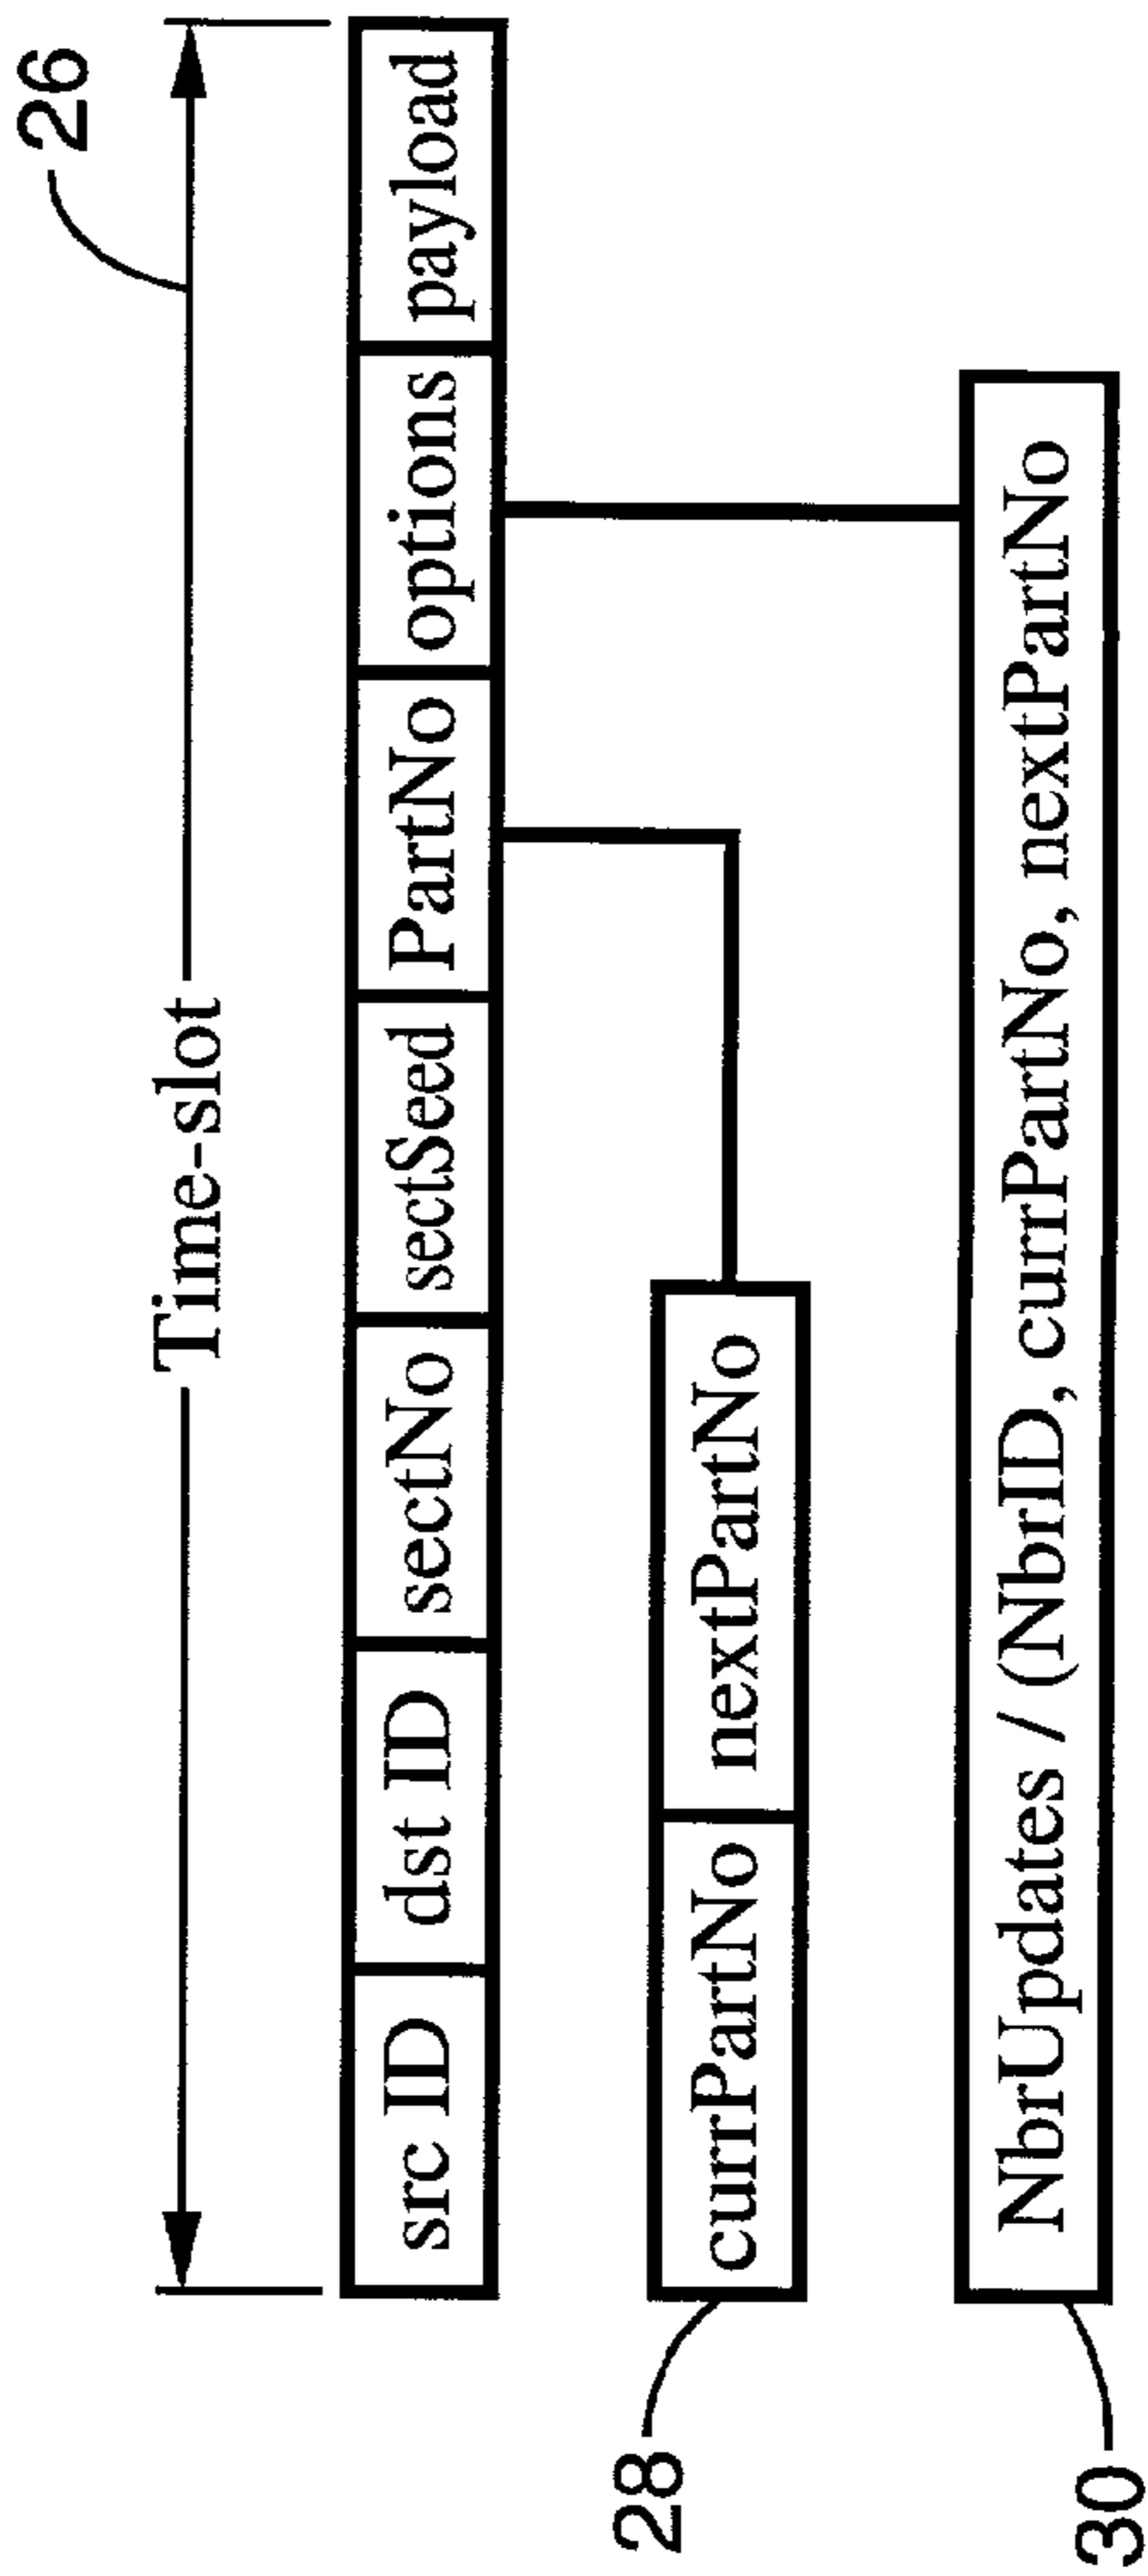 26
Time-slot
src ID dst ID sectNo sectSeed PartNo options payload
28
currPartNo nextPartNo
30
NbrUpdates / (NbrID, currPartNo, nextPartNo